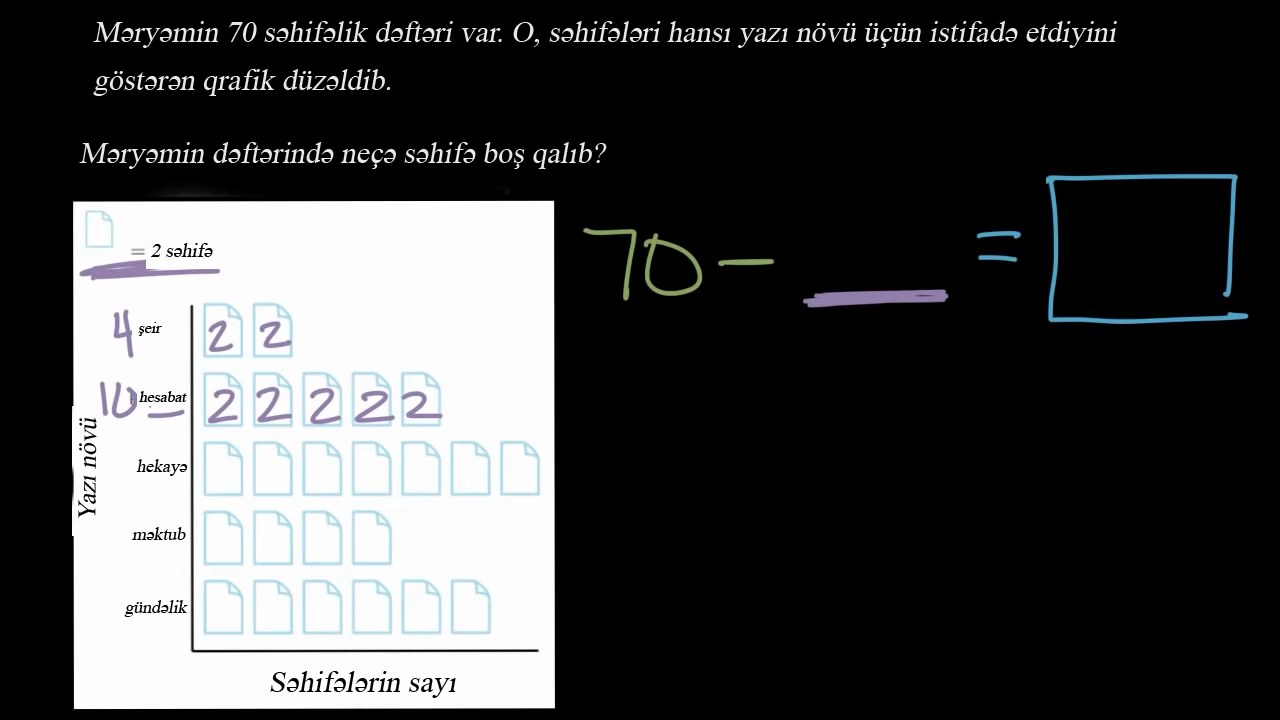 Məryəmin 70 səhifəlik dəftəri var. O, səhifələri hansı yazı növü üçün istifadə etdiyini
göstərən qrafik düzəldib.
Məryəmin dəftərində neçə səhifə boş qalıb?
= 2 səhifə
70 - =
4 şeir 2 2
10 hesabat 2 2 2 2 2
hekayə
məktub
gündəlik
Yazı növü
Səhifələrin sayı